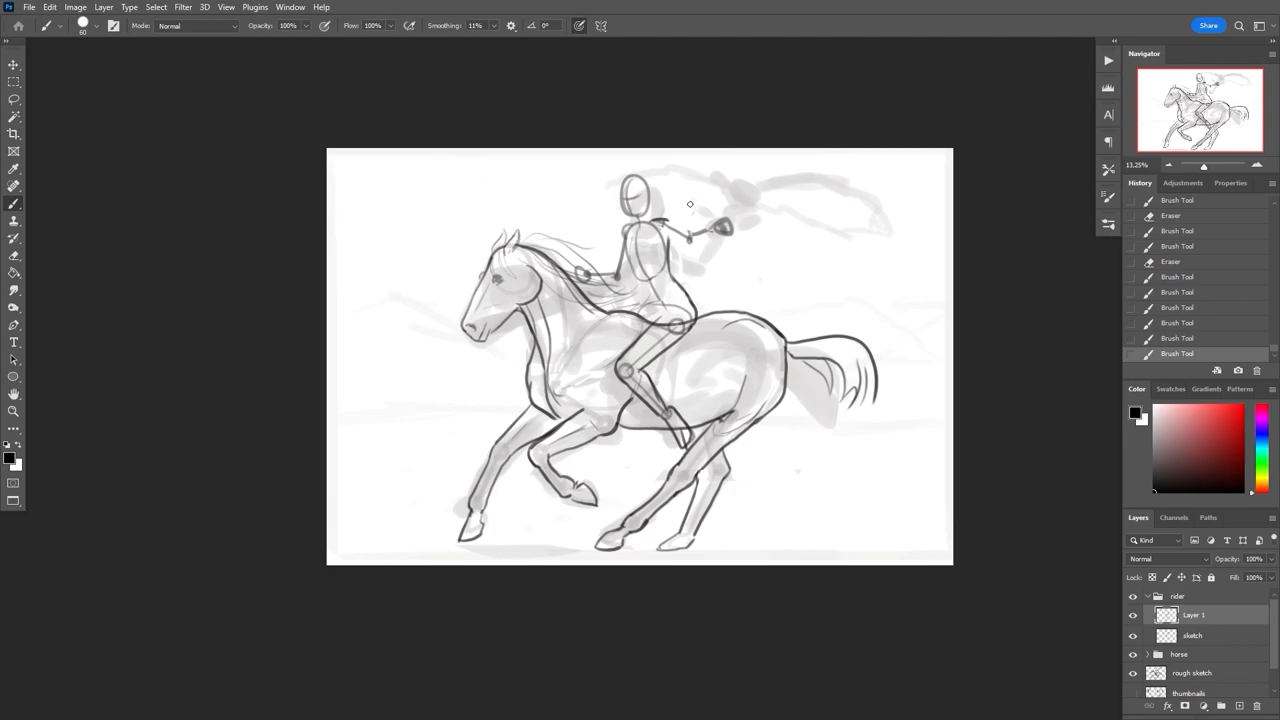 Ps File Edit Image Layer Type Select Filter 3D View Plugins Window Help
60 Mode: Normal Opacity: 100% Flow: 100% Smoothing: 11% 0° Share
Navigator
13.25%
History Adjustments Properties
Brush Tool
Eraser
Brush Tool
Brush Tool
Eraser
Brush Tool
Brush Tool
Brush Tool
Brush Tool
Brush Tool
Brush Tool
Color Swatches Gradients Patterns
Layers Channels Paths
Kind
Normal Opacity: 100%
Lock: Fill: 100%
rider
Layer 1
sketch
horse
rough sketch
thumbnails